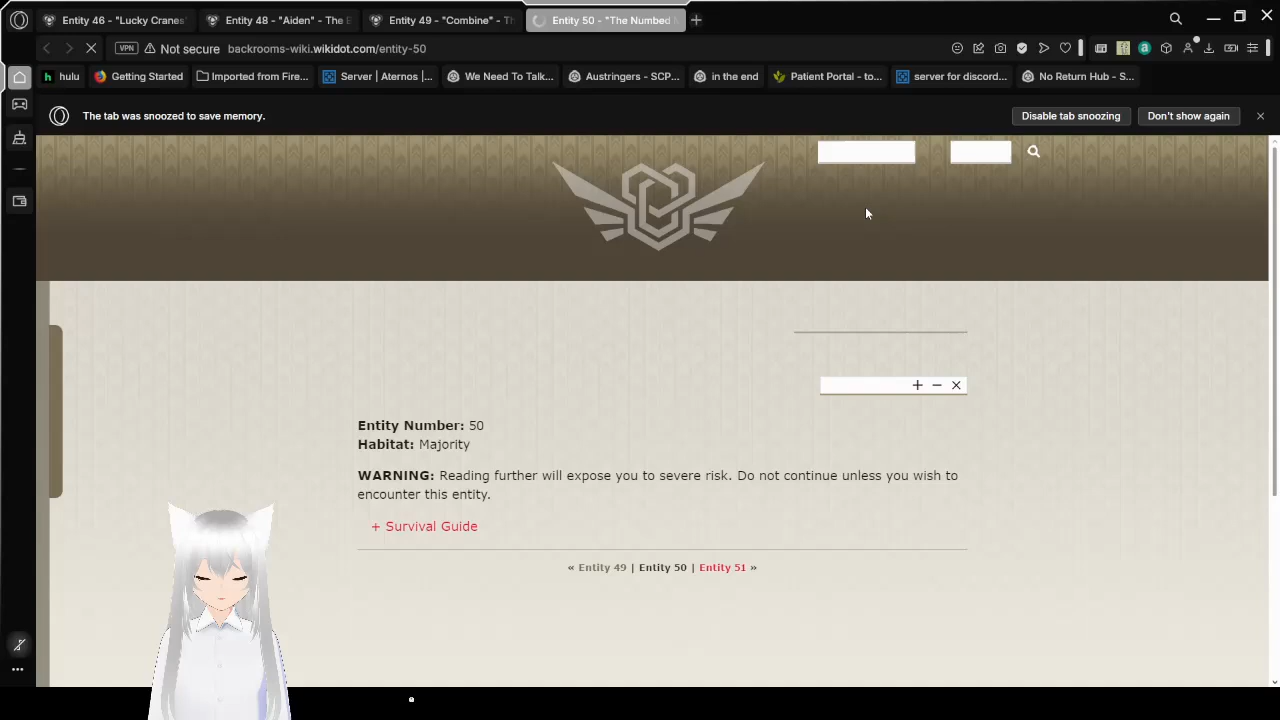 Entity 46 - "Lucky Cranes"
Entity 48 - "Aiden" - The B
Entity 49 - "Combine" - Th
Entity 50 - "The Numbed
VPN
Not secure
backrooms-wiki.wikidot.com/entity-50
hulu
Getting Started
Imported from Fire...
Server | Aternos |...
We Need To Talk...
Austringers - SCP...
in the end
Patient Portal - to...
server for discord...
No Return Hub - S...
The tab was snoozed to save memory.
Disable tab snoozing
Don't show again
Entity Number: 50
Habitat: Majority
WARNING: Reading further will expose you to severe risk. Do not continue unless you wish to
encounter this entity.
+ Survival Guide
« Entity 49 | Entity 50 | Entity 51 »